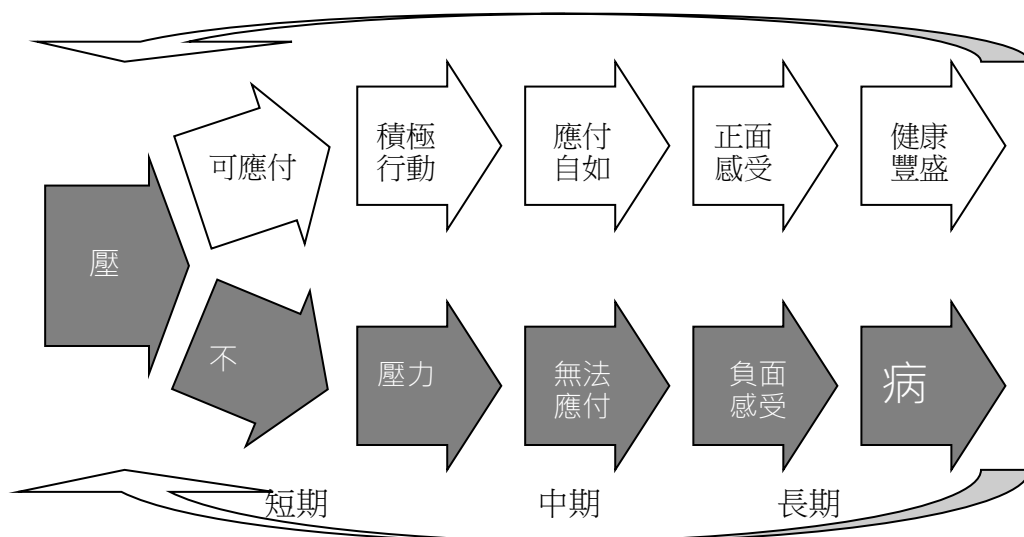 可應付
積極
行動
應付
自如
正面
感受
健康
豐盛
壓
不
壓力
無法
應付
負面
感受
病
短期
中期
長期